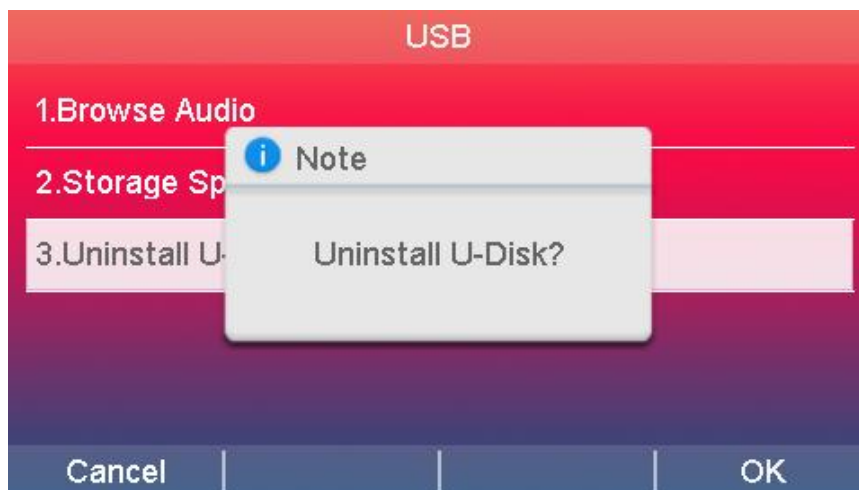 USB
1.Browse Audio
Note
2.Storage Sp
3.Uninstall U-
Uninstall U-Disk?
Cancel
OK